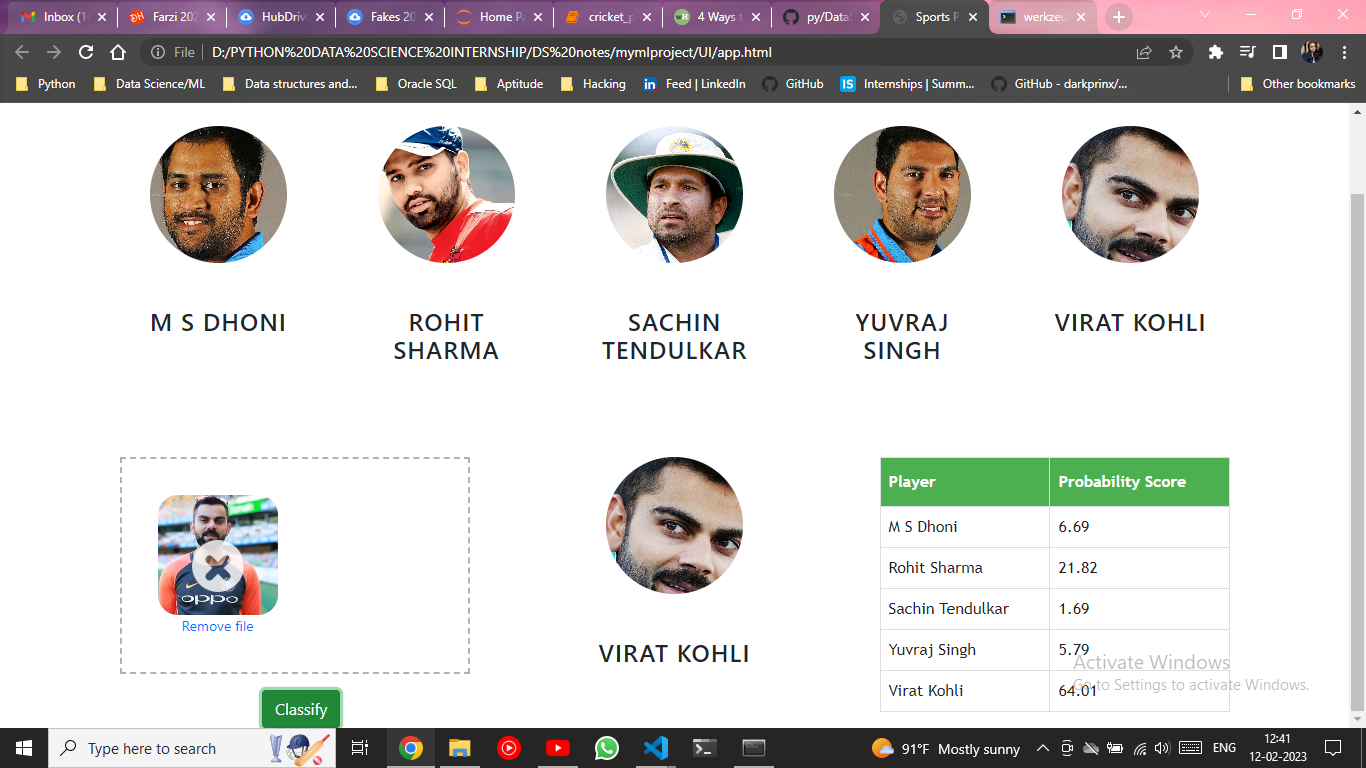 Inbox (1
Farzi 202
HubDriv
Fakes 20
Home P
cricket_p
4 Ways t
py/Data
Sports P
werkzeu
File
D:/PYTHON%20DATA%20SCIENCE%20INTERNSHIP/DS%20notes/mymlproject/UI/app.html
Python
Data Science/ML
Data structures and...
Oracle SQL
Aptitude
Hacking
Feed | LinkedIn
GitHub
Internships | Summ...
GitHub - darkprinx/...
Other bookmarks
M S DHONI
ROHIT
SHARMA
SACHIN
TENDULKAR
YUVRAJ
SINGH
VIRAT KOHLI
oppo
Remove file
Classify
VIRAT KOHLI
Player Probability Score
M S Dhoni 6.69
Rohit Sharma 21.82
Sachin Tendulkar 1.69
Yuvraj Singh 5.79
Virat Kohli 64.01
Activate Windows
Go to Settings to activate Windows.
Type here to search
91°F Mostly sunny
ENG
12:41
12-02-2023